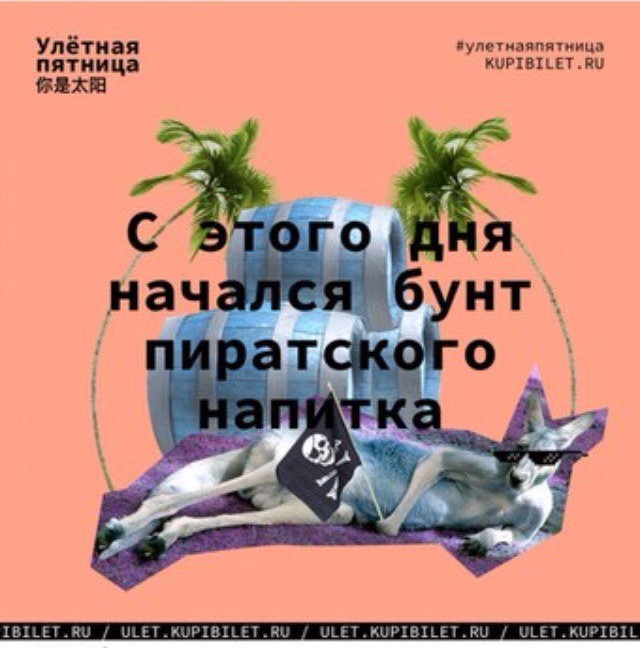 Улётная
пятница
你是太阳
#улетнаяпятница
KUPIBILET.RU
С этого дня
начался бунт
пиратского
напитка
IBILET.RU / ULET.KUPIBILET.RU / ULET.KUPIBILET.RU / ULET.KUPIBIL